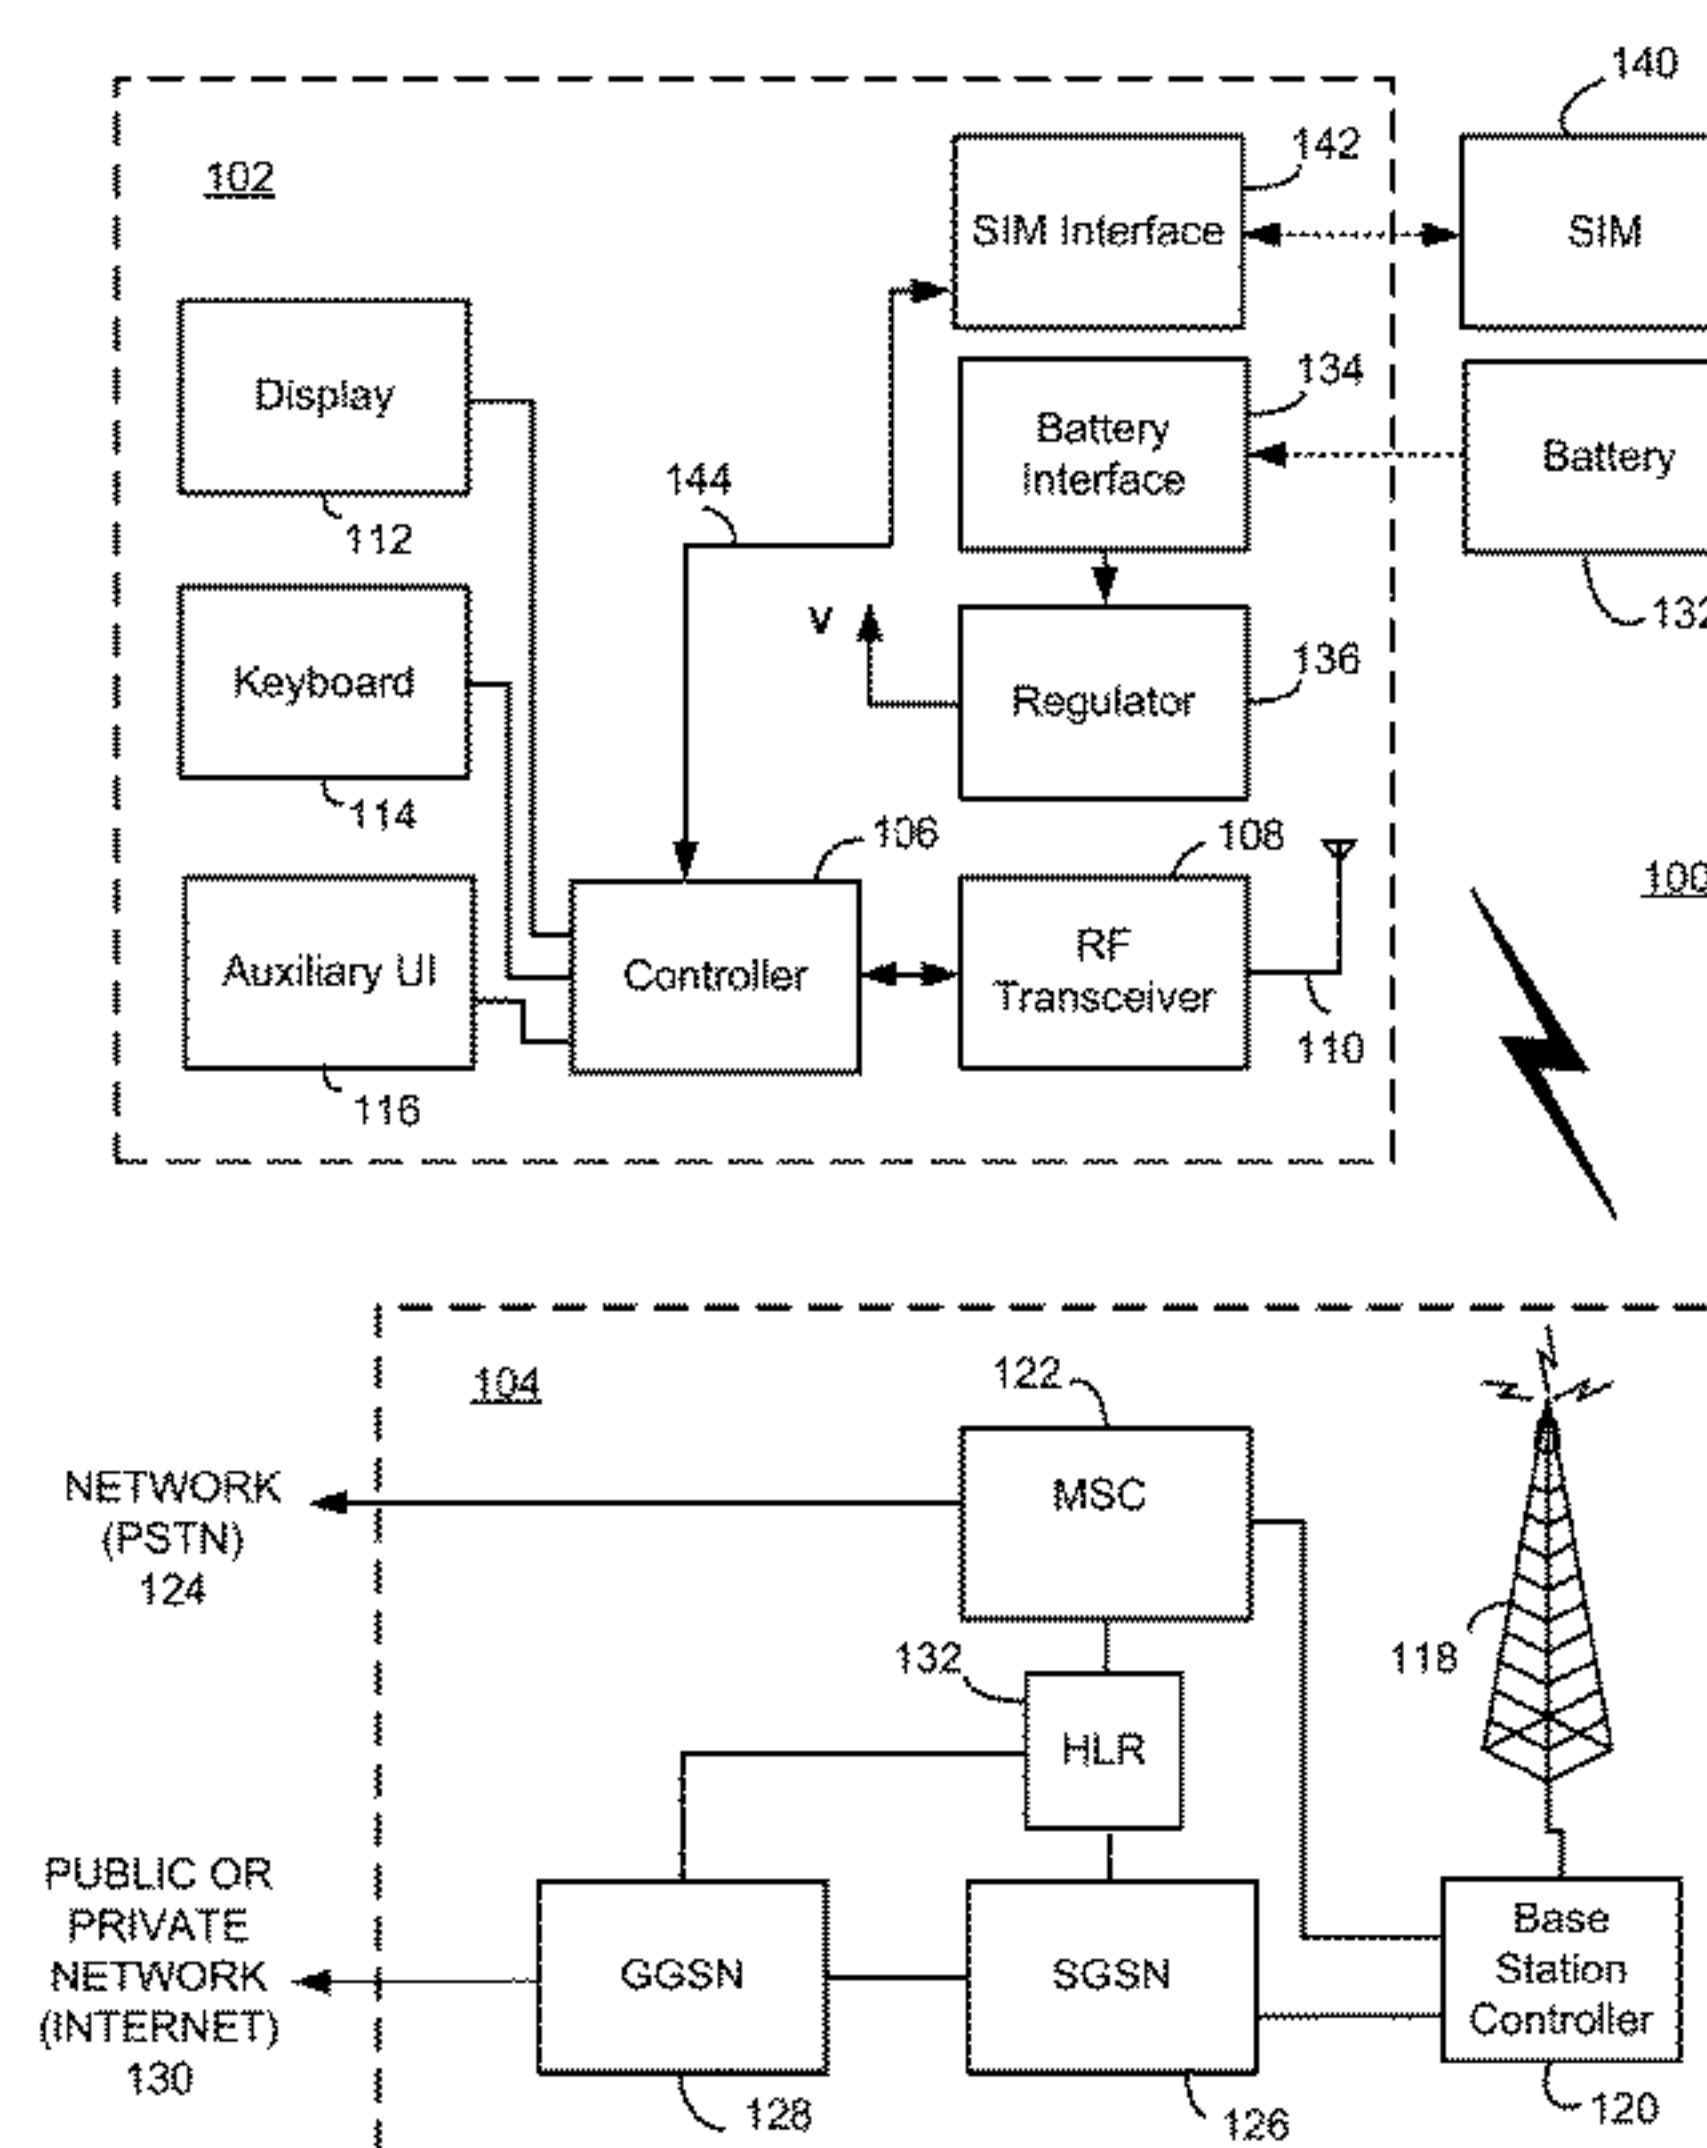 140
142
102
SIM Interface
SIM
134
Display
Battery
Interface
Battery
144
112
132
V
136
Keyboard
Regulator
114
106
108
100
Auxiliary UI
Controller
RF
Transceiver
110
116
104
122
NETWORK
(PSTN)
124
MSC
132
118
HLR
PUBLIC OR
PRIVATE
NETWORK
(INTERNET)
130
GGSN
SGSN
Base
Station
Controller
128
126
120